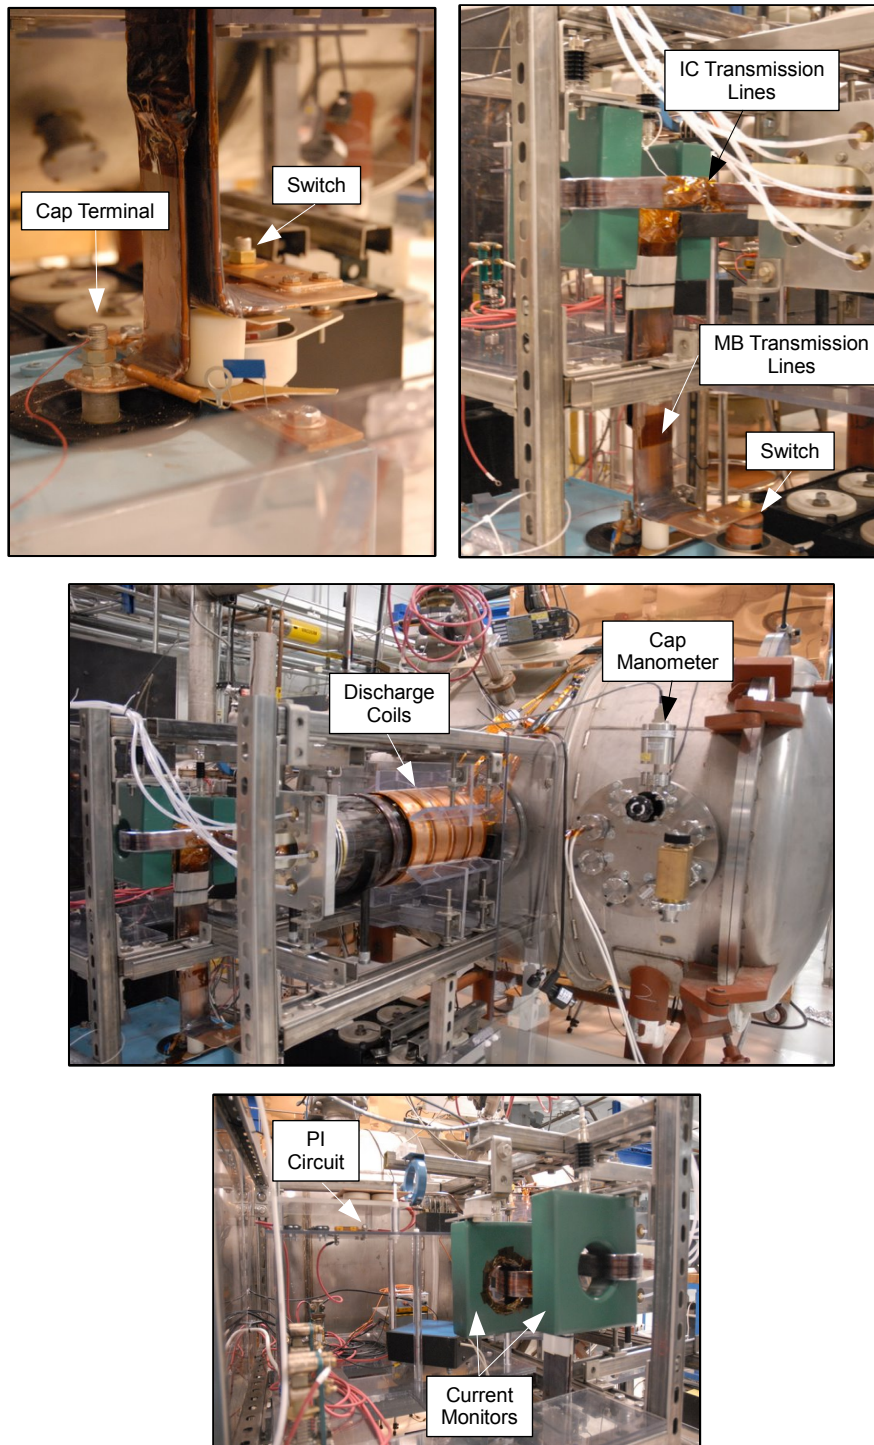 Cap Terminal
Switch
IC Transmission
Lines
MB Transmission
Lines
Switch
Discharge
Coils
Cap
Manometer
PI
Circuit
Current
Monitors